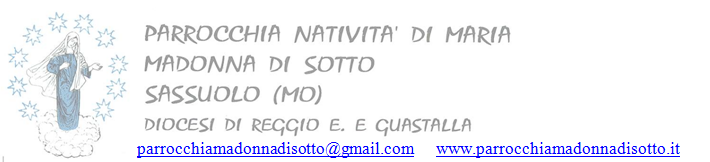 PARROCCHIA NATIVITA' DI MARIA
MADONNA DI SOTTO
SASSUOLO (MO)
DIOCESI DI REGGIO E. E GUASTALLA
parrocchiamadonnadisotto@gmail.com www.parrocchiamadonnadisotto.it